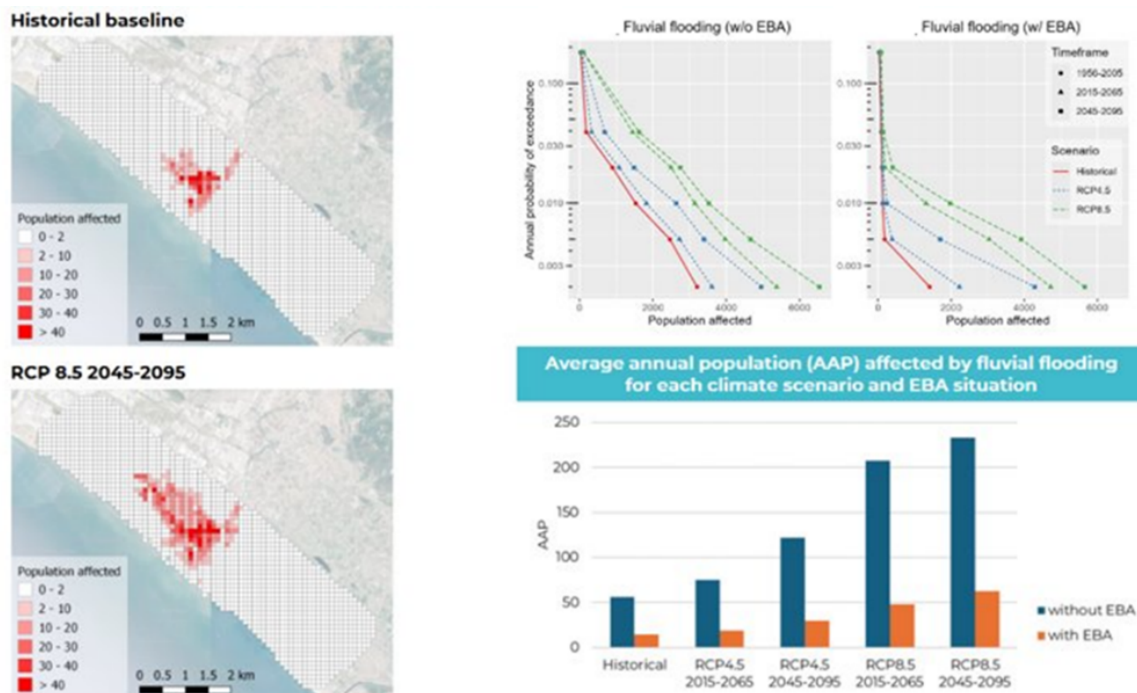 Historical baseline
Population affected
0 - 2
2 - 10
10 - 20
20 - 30
30 - 40
> 40
0 0.5 1 1.5 2 km
RCP 8.5 2045-2095
Population affected
0 - 2
2 - 10
10 - 20
20 - 30
30 - 40
> 40
0 0.5 1 1.5 2 km
Fluvial flooding (w/o EBA)
Fluvial flooding (w/ EBA)
Annual probability of exceedance
0.100
0.030
0.010
0.003
0 2000 4000 6000
Population affected
0.100
0.030
0.010
0.003
0 2000 4000 6000
Population affected
Timeframe
1956-2005
2015-2065
2045-2095
Scenario
Historical
RCP4.5
RCP8.5
Average annual population (AAP) affected by fluvial flooding
for each climate scenario and EBA situation
AAP
250
200
150
100
50
0
Historical
RCP4.5
2015-2065
RCP4.5
2045-2095
RCP8.5
2015-2065
RCP8.5
2045-2095
without EBA
with EBA